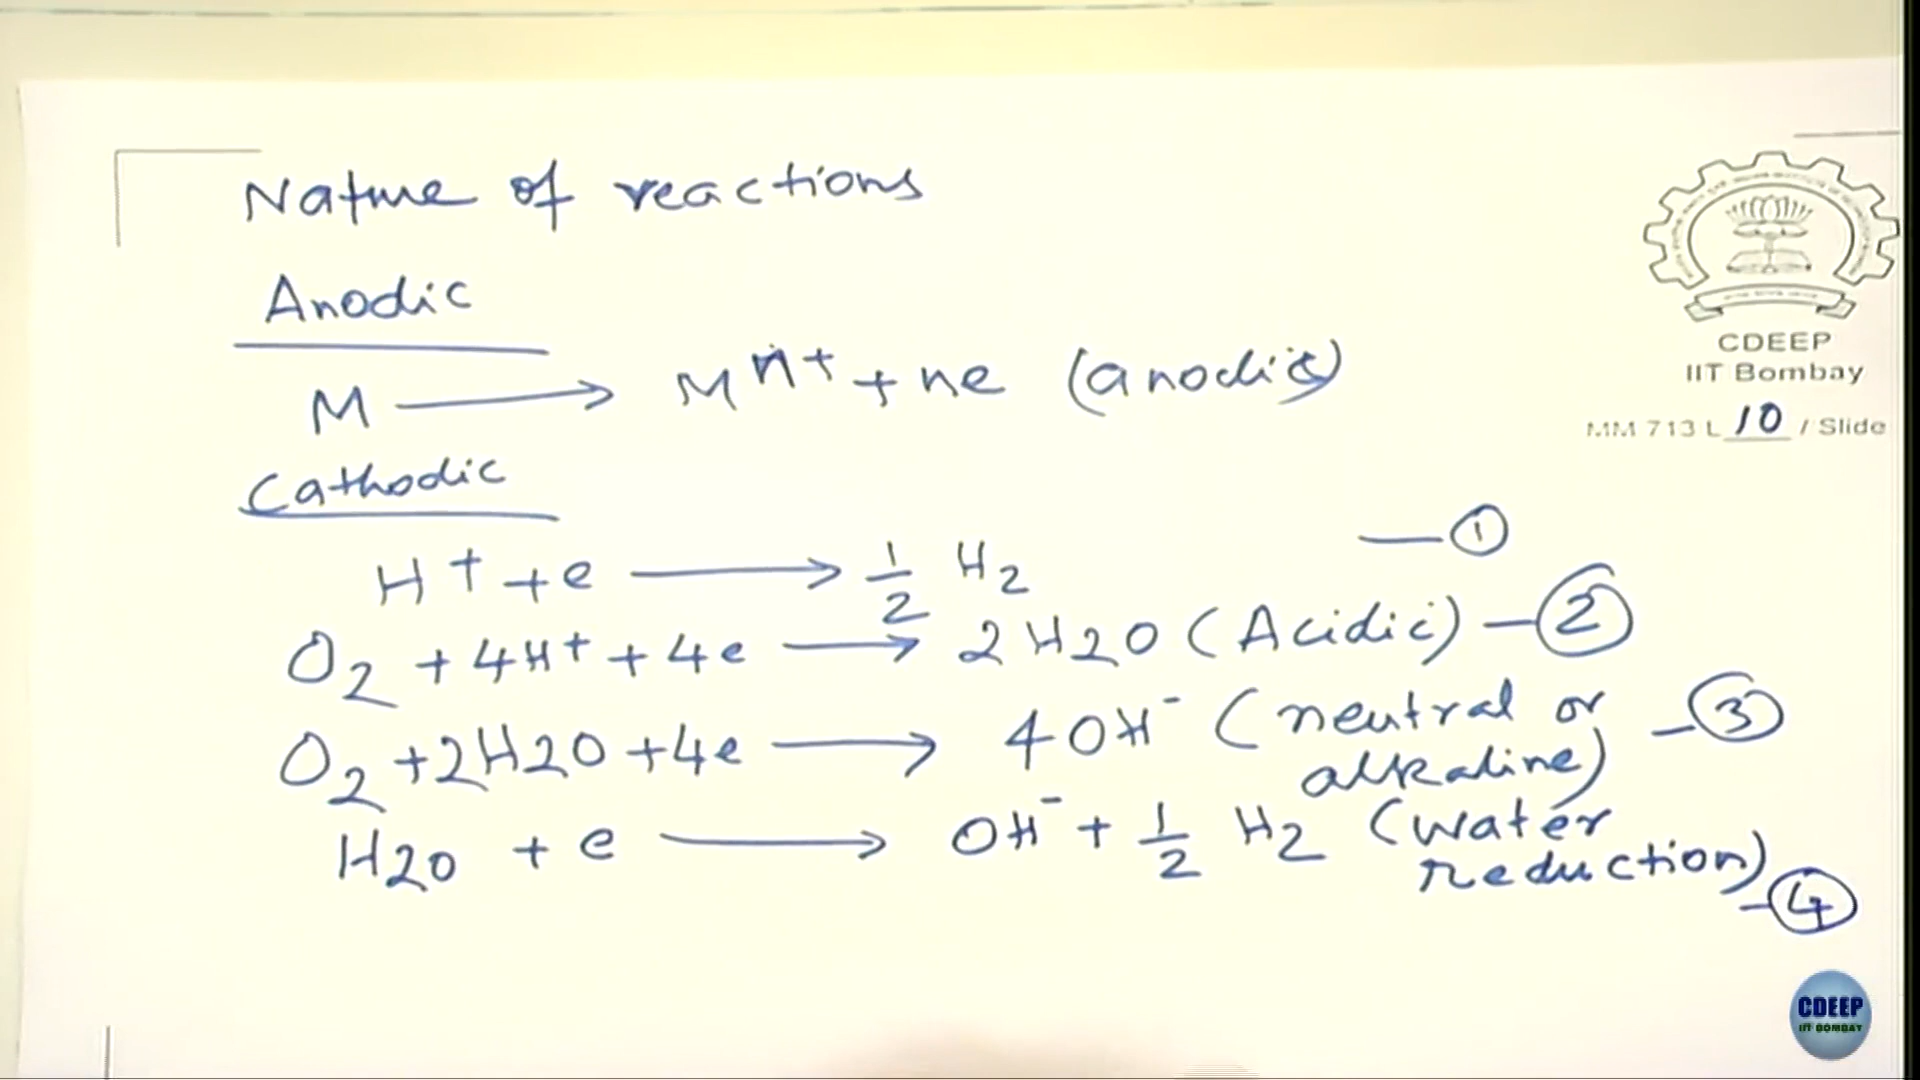 Nature of reactions
Anodic
M ⟶ Mⁿ⁺ + ne (anodic)
Cathodic
— ①
H⁺ + e ⟶ 1/2 H2
O2 + 4H⁺ + 4e ⟶ 2H2O (Acidic) — ②
O2 + 2H2O + 4e ⟶ 4OH⁻ (neutral or
alkaline) — ③
H2O + e ⟶ OH⁻ + 1/2 H2 (water
reduction)
— ④
CDEEP
IIT Bombay
MM 713 L 10 / Slide
CDEEP
IIT BOMBAY